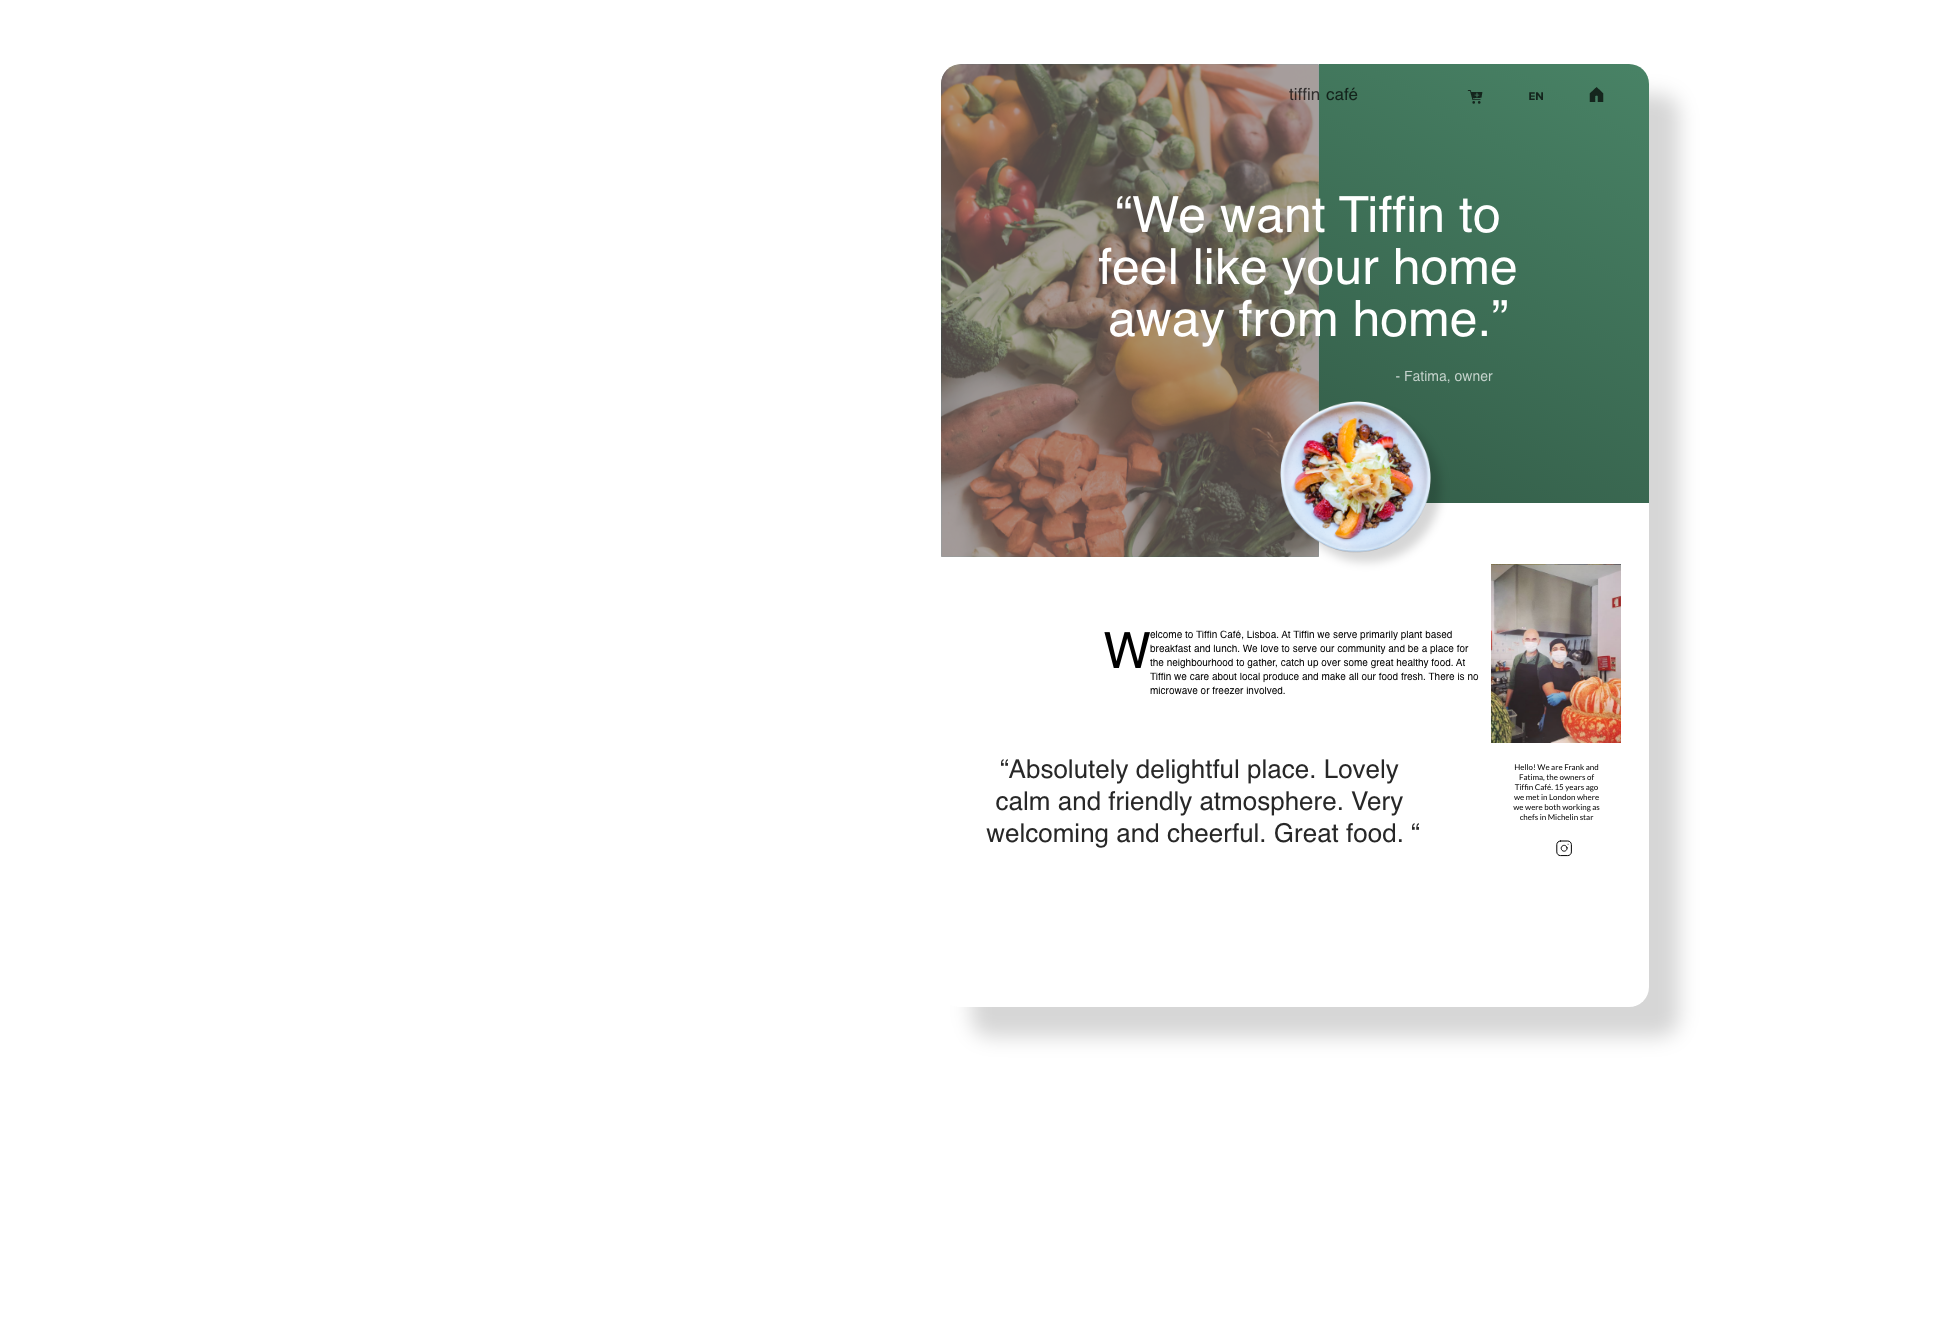 tiffin café
EN
“We want Tiffin to
feel like your home
away from home.”
- Fatima, owner
Welcome to Tiffin Café, Lisboa. At Tiffin we serve primarily plant based
breakfast and lunch. We love to serve our community and be a place for
the neighbourhood to gather, catch up over some great healthy food. At
Tiffin we care about local produce and make all our food fresh. There is no
microwave or freezer involved.
“Absolutely delightful place. Lovely
calm and friendly atmosphere. Very
welcoming and cheerful. Great food. “
Hello! We are Frank and
Fatima, the owners of
Tiffin Café. 15 years ago
we met in London where
we were both working as
chefs in Michelin star